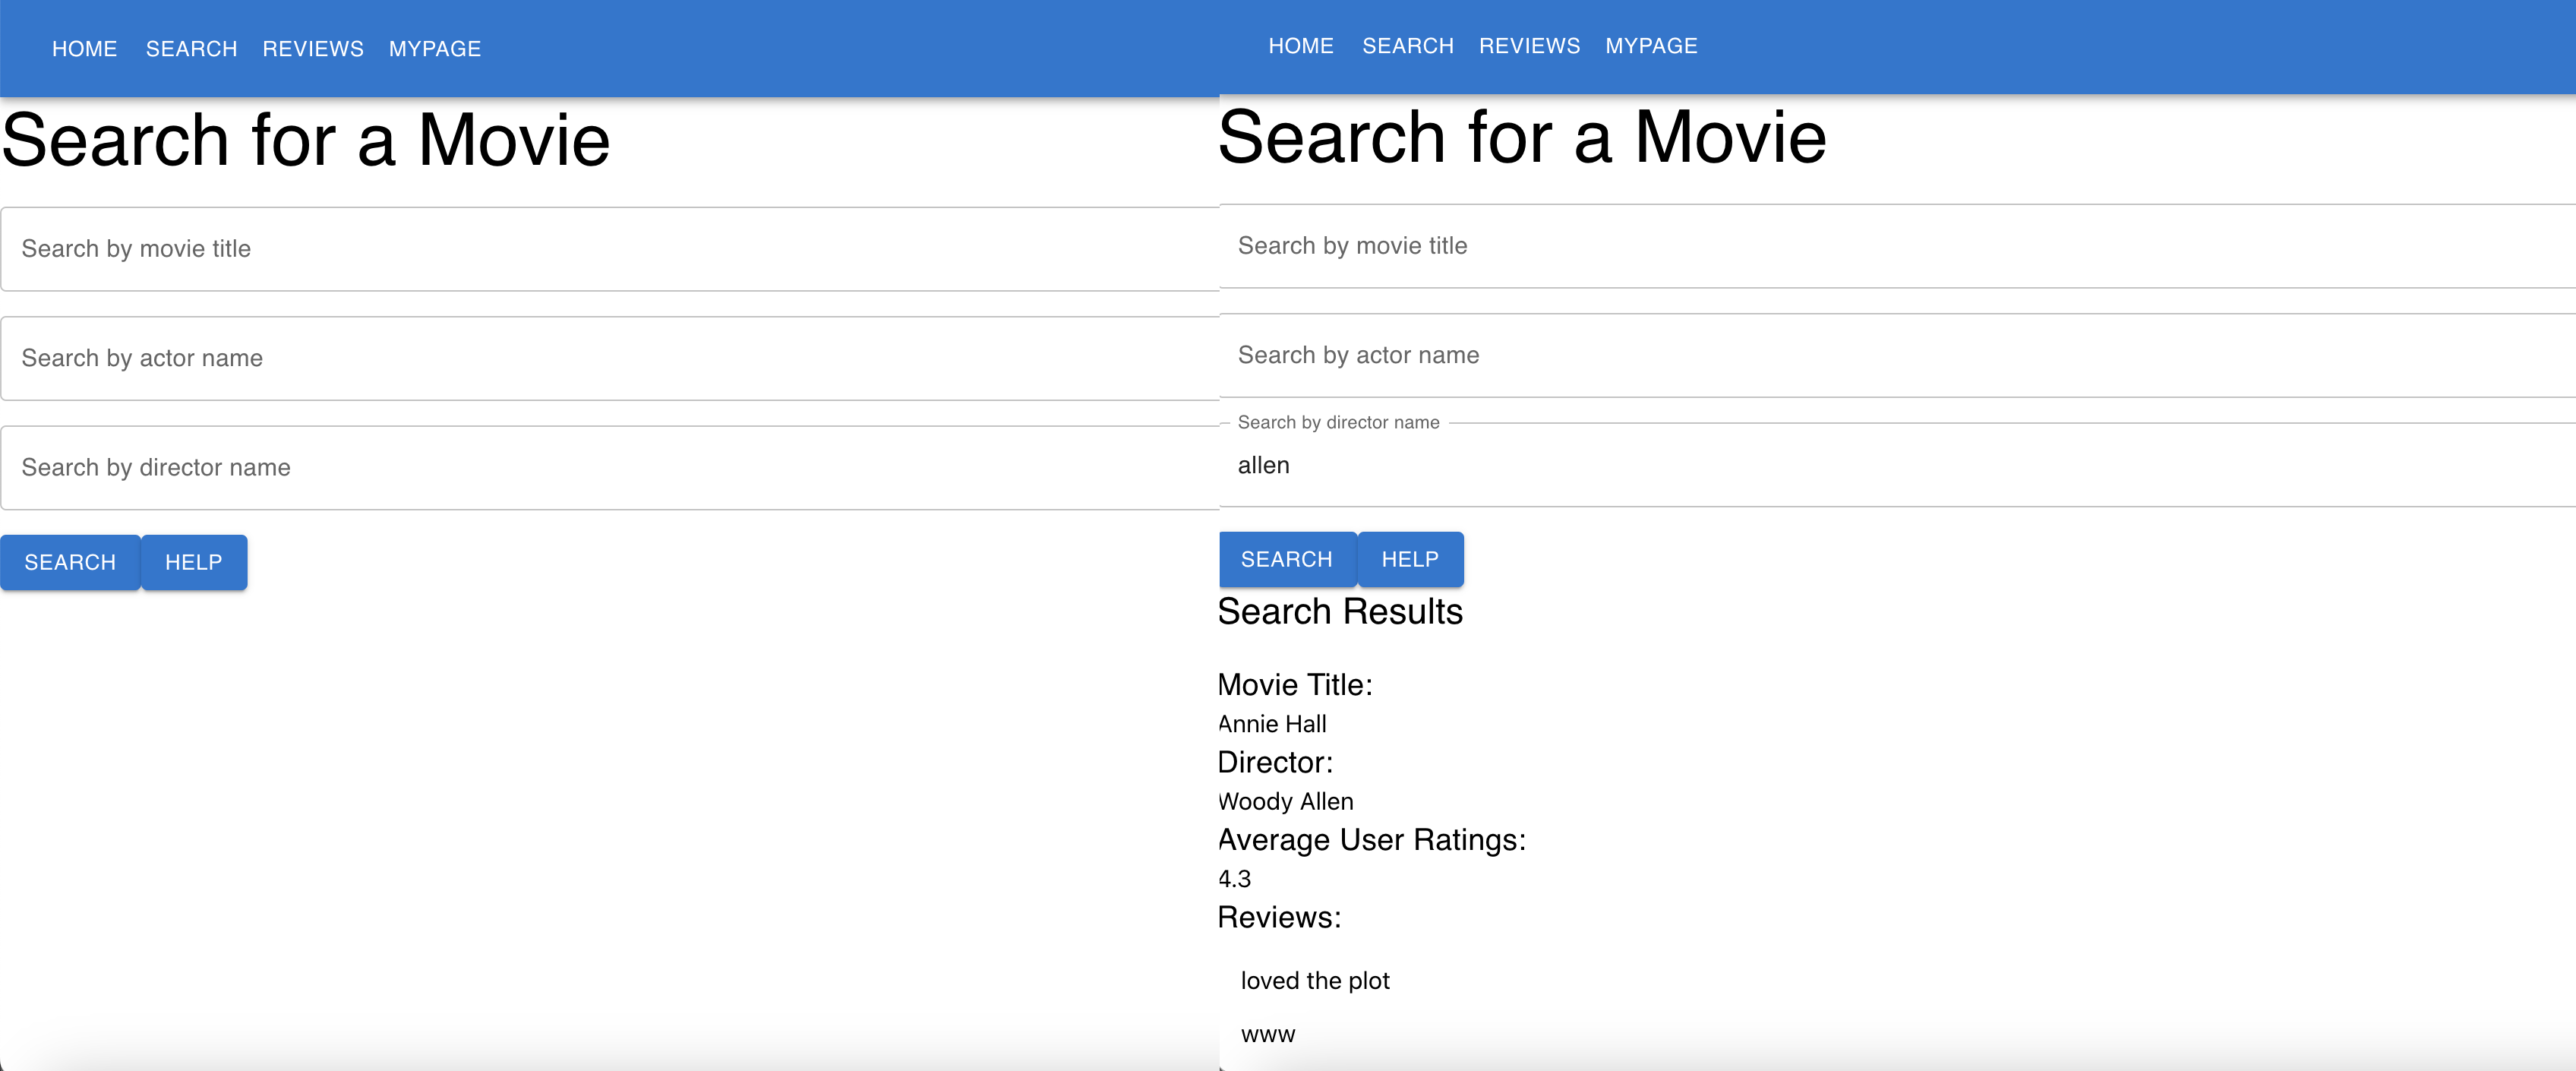 HOME SEARCH REVIEWS MYPAGE
Search for a Movie
Search by movie title
Search by actor name
Search by director name
SEARCH HELP
HOME SEARCH REVIEWS MYPAGE
Search for a Movie
Search by movie title
Search by actor name
Search by director name
allen
SEARCH HELP
Search Results
Movie Title:
Annie Hall
Director:
Woody Allen
Average User Ratings:
4.3
Reviews:
loved the plot
www